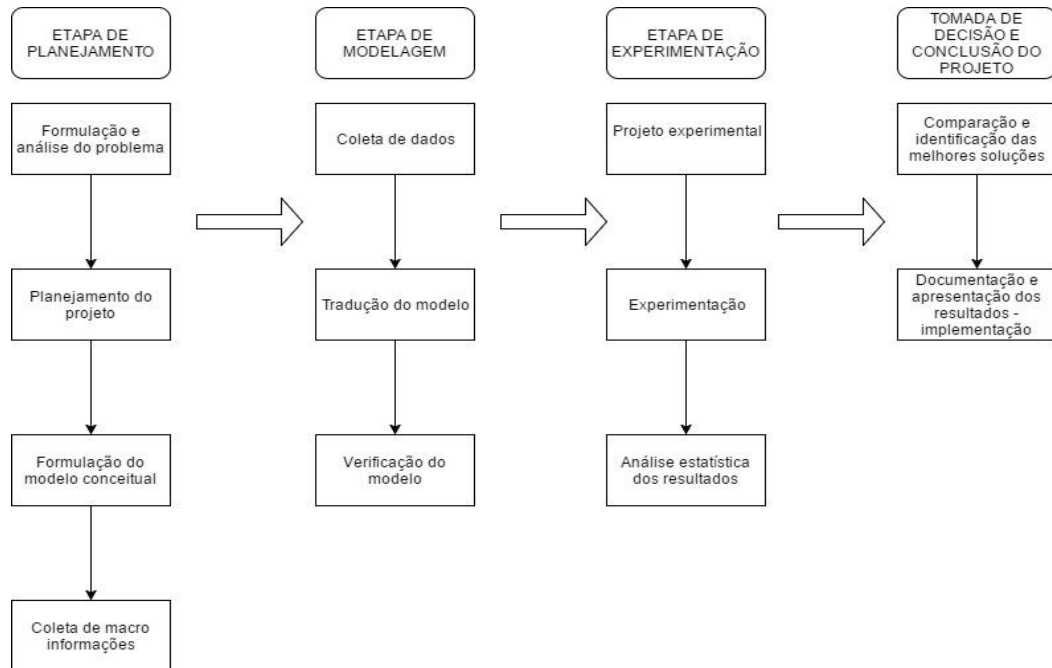 ETAPA DE
PLANEJAMENTO
Formulação e
análise do problema
Planejamento do
projeto
Formulação do
modelo conceitual
Coleta de macro
informações
ETAPA DE
MODELAGEM
Coleta de dados
Tradução do modelo
Verificação do
modelo
ETAPA DE
EXPERIMENTAÇÃO
Projeto experimental
Experimentação
Análise estatística
dos resultados
TOMADA DE
DECISÃO E
CONCLUSÃO DO
PROJETO
Comparação e
identificação das
melhores soluções
Documentação e
apresentação dos
resultados -
implementação